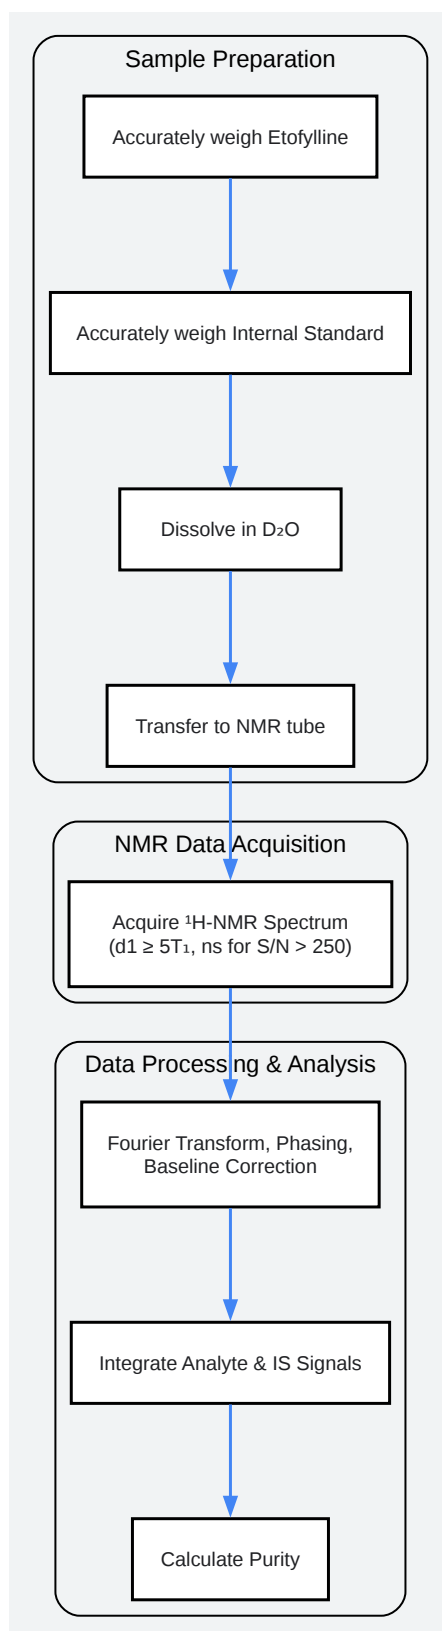 Sample Preparation
Accurately weigh Etofylline
Accurately weigh Internal Standard
Dissolve in D₂O
Transfer to NMR tube
NMR Data Acquisition
Acquire ¹H-NMR Spectrum
(d1 ≥ 5T₁, ns for S/N > 250)
Data Processing & Analysis
Fourier Transform, Phasing,
Baseline Correction
Integrate Analyte & IS Signals
Calculate Purity